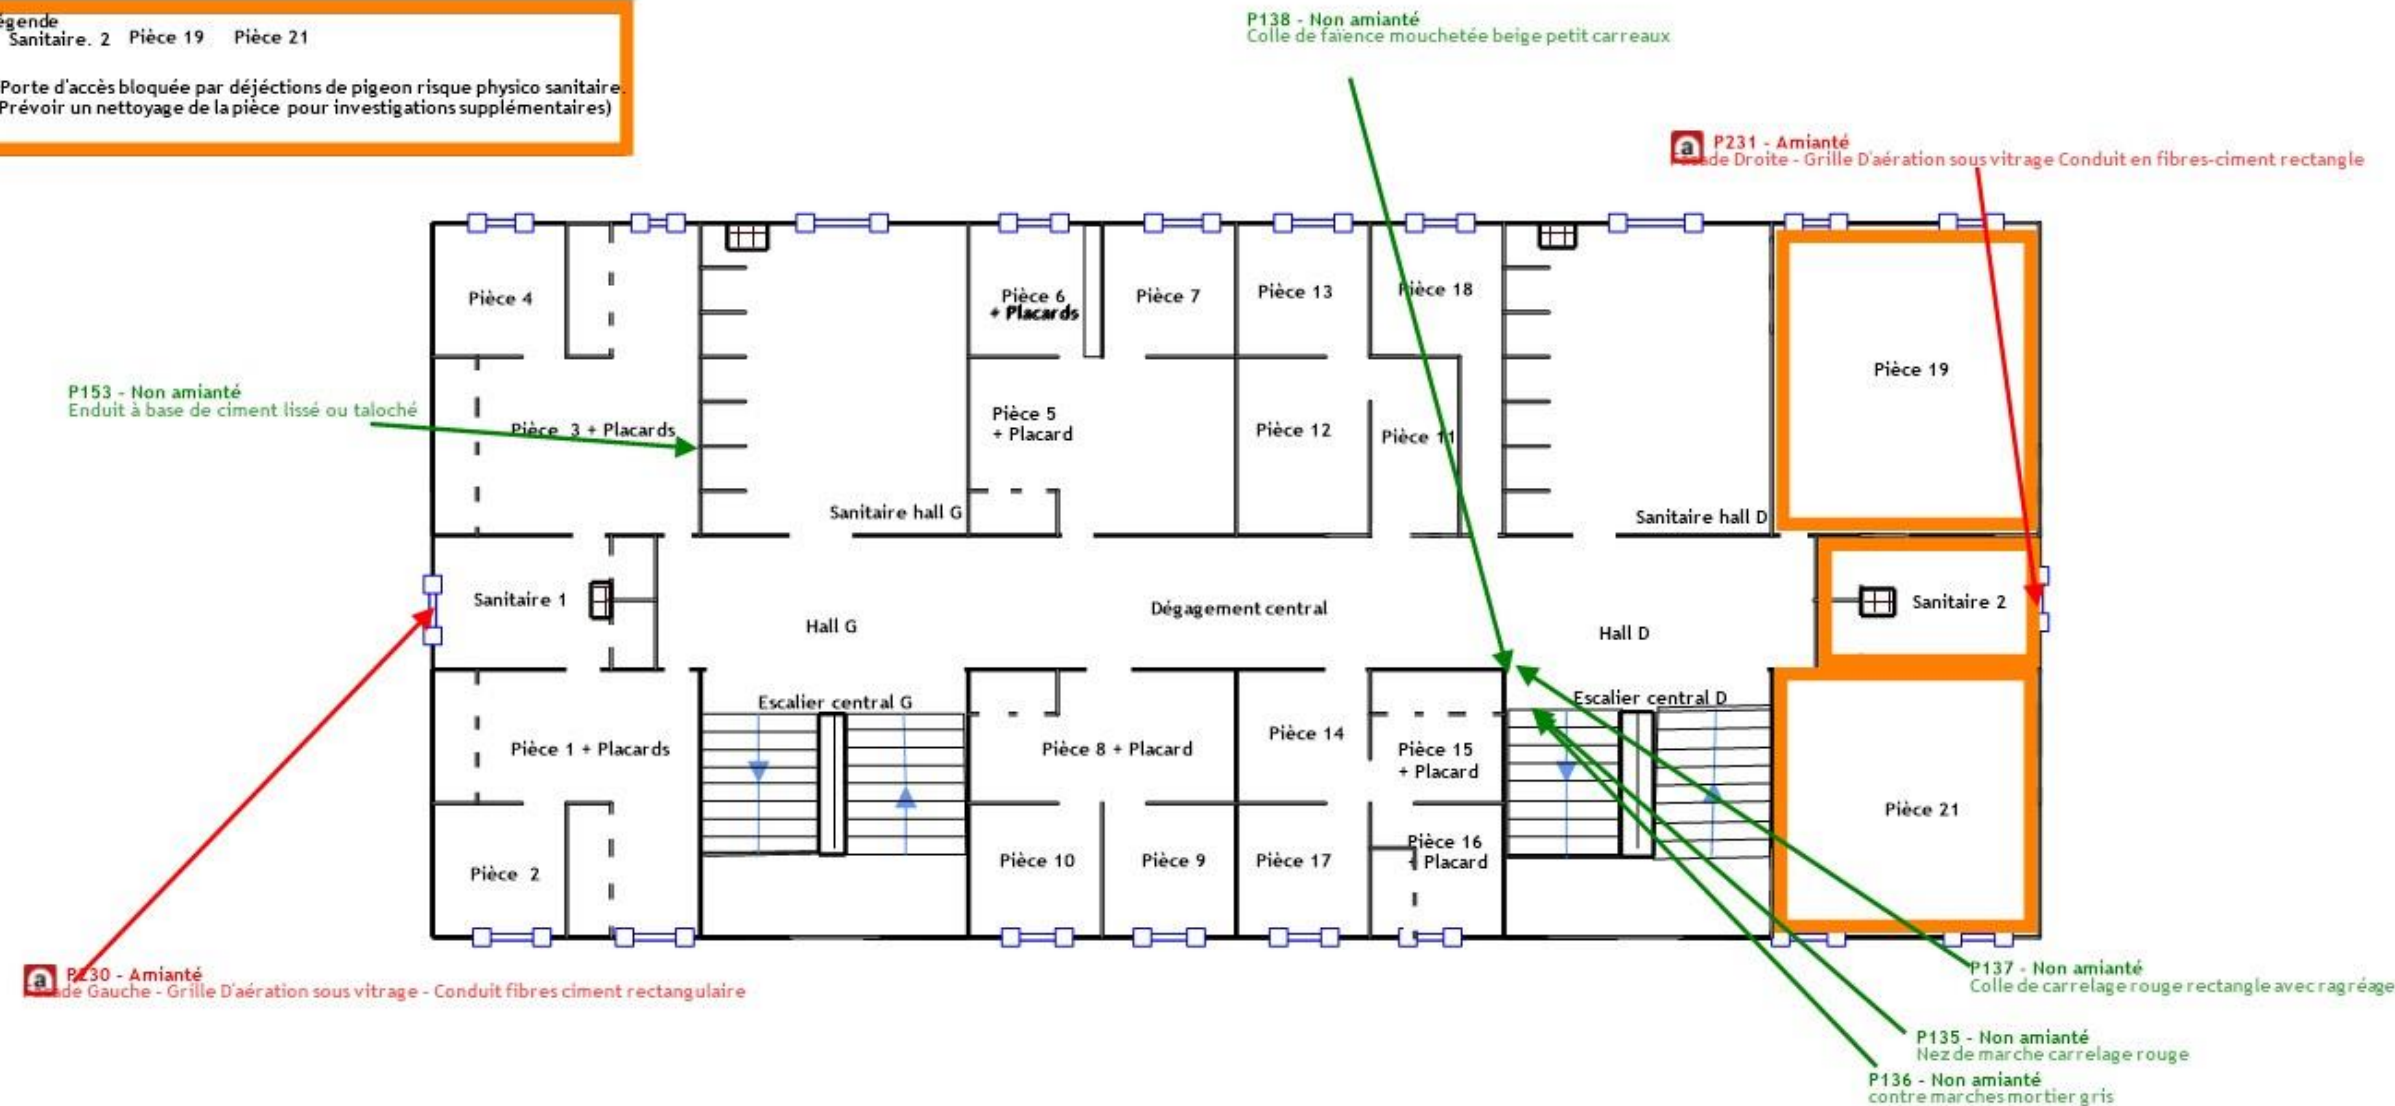 égende
Sanitaire. 2 Pièce 19 Pièce 21
Porte d'accès bloquée par déjéctions de pigeon risque physico sanitaire.
Prévoir un nettoyage de la pièce pour investigations supplémentaires)
P138 - Non amianté
Colle de faïence mouchetée beige petit carreaux
a P231 - Amianté
ade Droite - Grille D'aération sous vitrage Conduit en fibres-ciment rectangle
Pièce 4
Pièce 6
+ Placards
Pièce 7
Pièce 13
Pièce 18
Pièce 19
P153 - Non amianté
Enduit à base de ciment lissé ou taloché
Pièce 3 + Placards
Pièce 5
+ Placard
Pièce 12
Pièce 11
Sanitaire hall G
Sanitaire hall D
Sanitaire 1
Hall G
Dégagement central
Hall D
Sanitaire 2
Escalier central G
Escalier central D
Pièce 1 + Placards
Pièce 8 + Placard
Pièce 14
Pièce 15
+ Placard
Pièce 21
Pièce 2
Pièce 10
Pièce 9
Pièce 17
Pièce 16
+ Placard
a P230 - Amianté
ade Gauche - Grille D'aération sous vitrage - Conduit fibres ciment rectangulaire
P137 - Non amianté
Colle de carrelage rouge rectangle avec ragréage
P135 - Non amianté
Nez de marche carrelage rouge
P136 - Non amianté
contre marches mortier gris